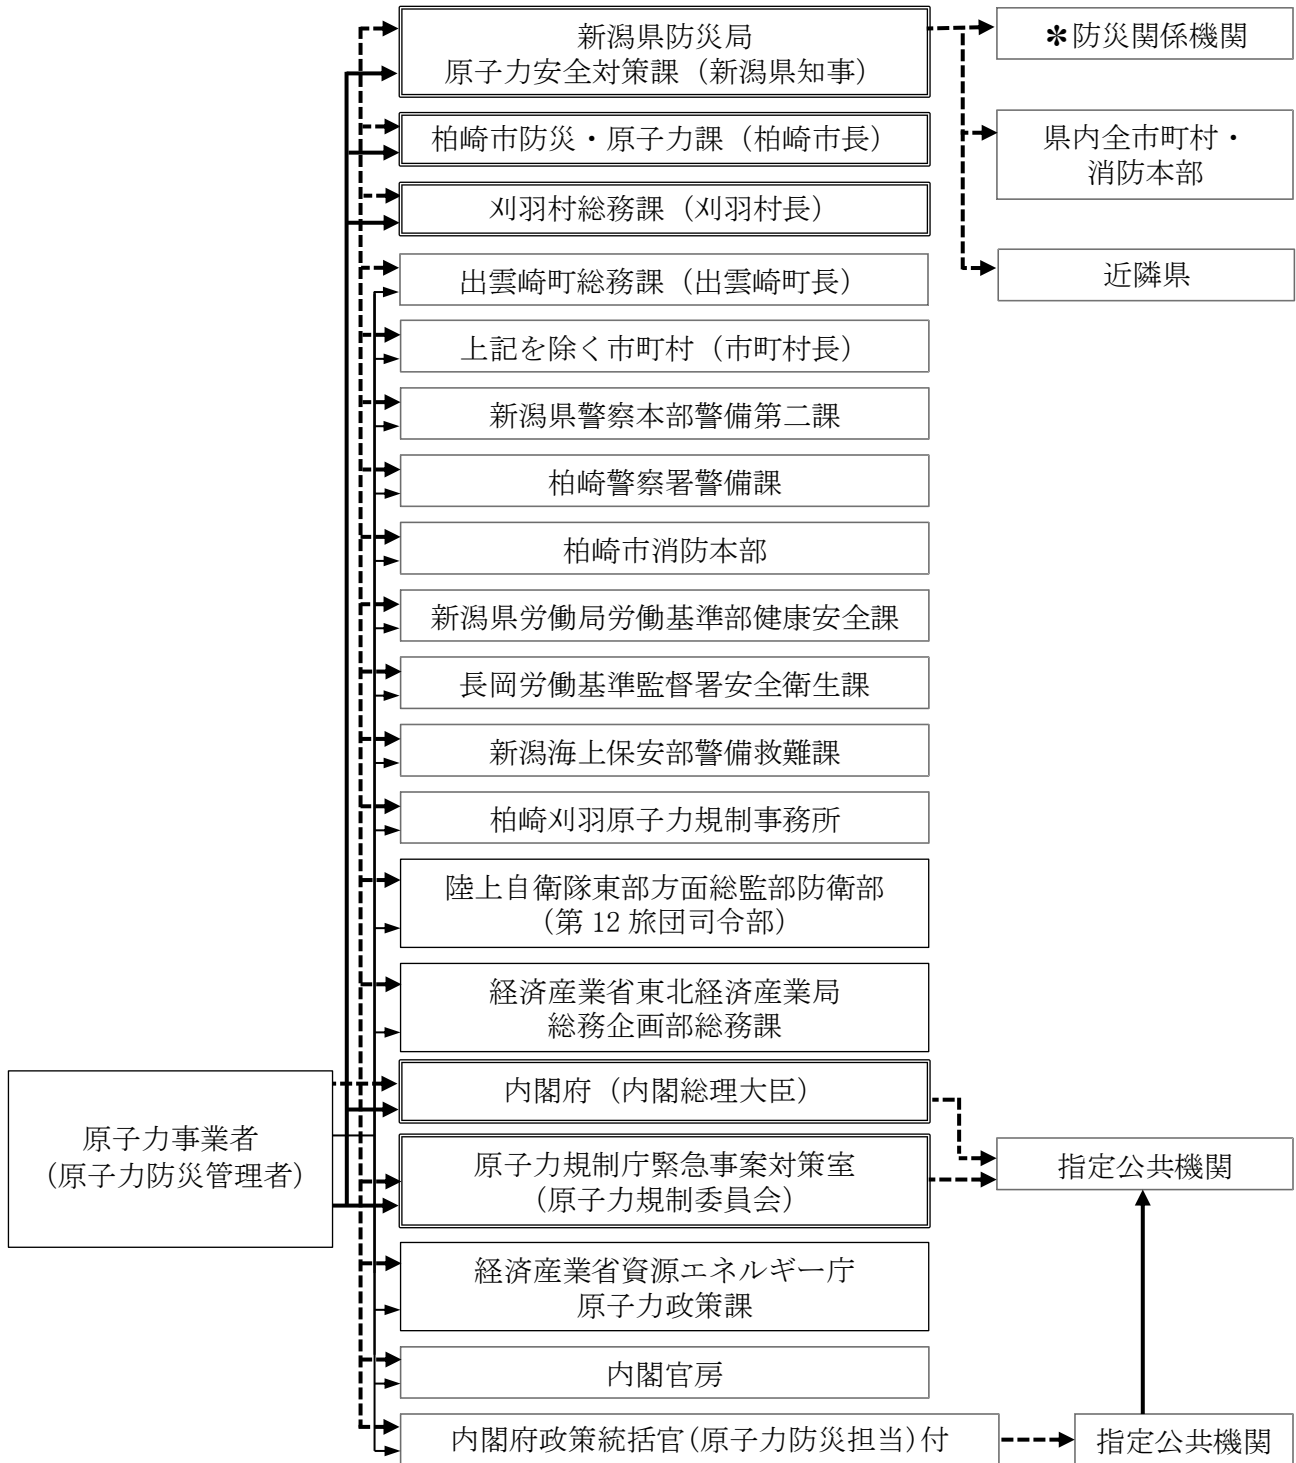 新潟県防災局
原子力安全対策課（新潟県知事）
＊防災関係機関
柏崎市防災・原子力課（柏崎市長）
県内全市町村・
消防本部
刈羽村総務課（刈羽村長）
出雲崎町総務課（出雲崎町長）
近隣県
上記を除く市町村（市町村長）
新潟県警察本部警備第二課
柏崎警察署警備課
柏崎市消防本部
新潟県労働局労働基準部健康安全課
長岡労働基準監督署安全衛生課
新潟海上保安部警備救難課
柏崎刈羽原子力規制事務所
陸上自衛隊東部方面総監部防衛部
（第 12 旅団司令部）
経済産業省東北経済産業局
総務企画部総務課
内閣府（内閣総理大臣）
原子力事業者
（原子力防災管理者）
原子力規制庁緊急事案対策室
（原子力規制委員会）
指定公共機関
経済産業省資源エネルギー庁
原子力政策課
内閣官房
内閣府政策統括官（原子力防災担当）付
指定公共機関